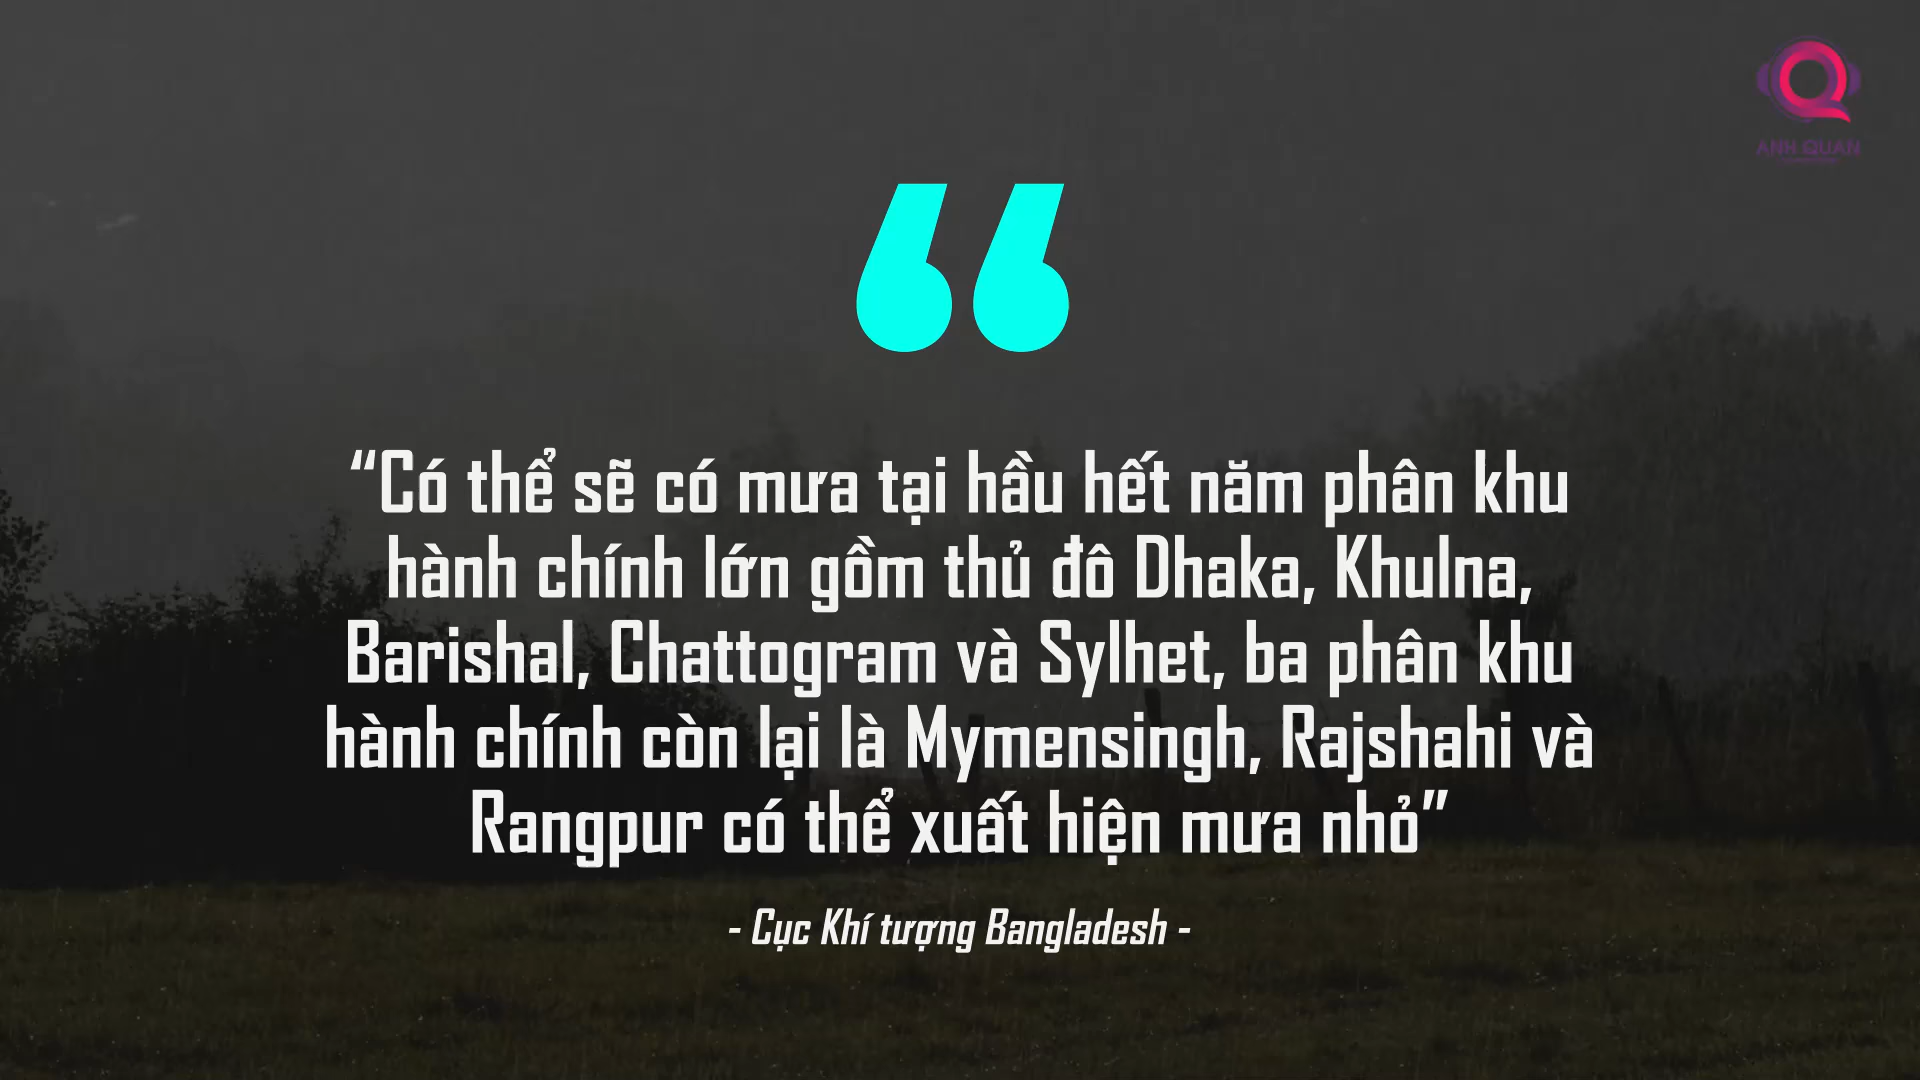 ANH QUAN
“Có thể sẽ có mưa tại hầu hết năm phân khu
hành chính lớn gồm thủ đô Dhaka, Khulna,
Barishal, Chattogram và Sylhet, ba phân khu
hành chính còn lại là Mymensingh, Rajshahi và
Rangpur có thể xuất hiện mưa nhỏ”
- Cục Khí tượng Bangladesh -